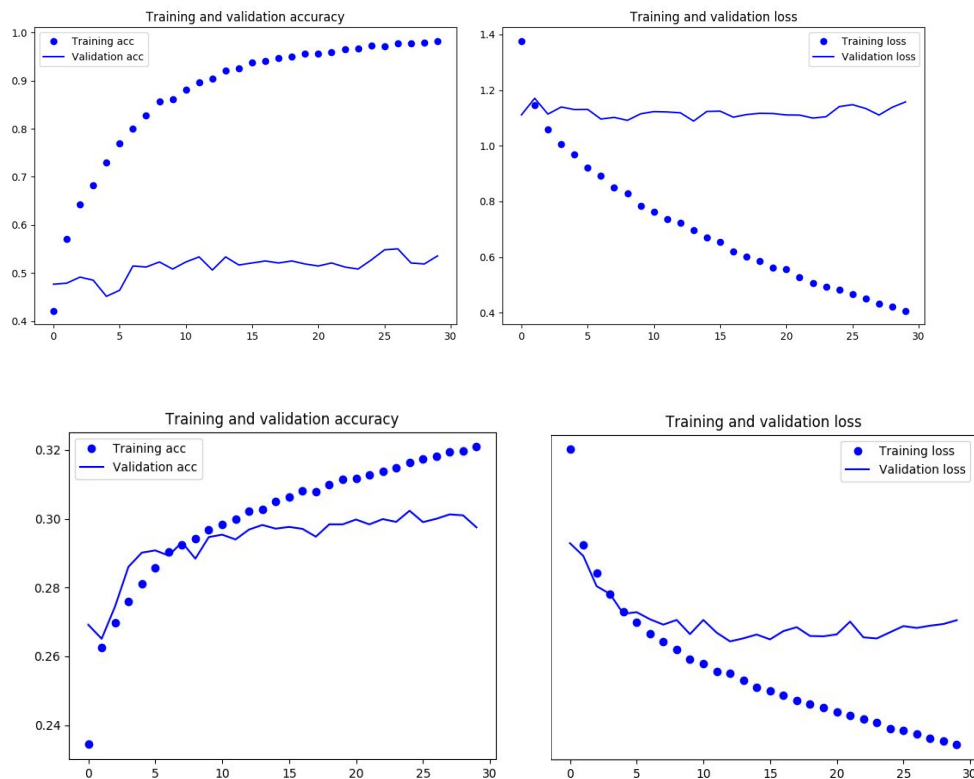 Training and validation accuracy
Training acc
Validation acc
1.0
0.9
0.8
0.7
0.6
0.5
0.4
0 5 10 15 20 25 30
Training and validation loss
Training loss
Validation loss
1.4
1.2
1.0
0.8
0.6
0.4
0 5 10 15 20 25 30
Training and validation accuracy
Training acc
Validation acc
0.32
0.30
0.28
0.26
0.24
0 5 10 15 20 25 30
Training and validation loss
Training loss
Validation loss
0 5 10 15 20 25 30